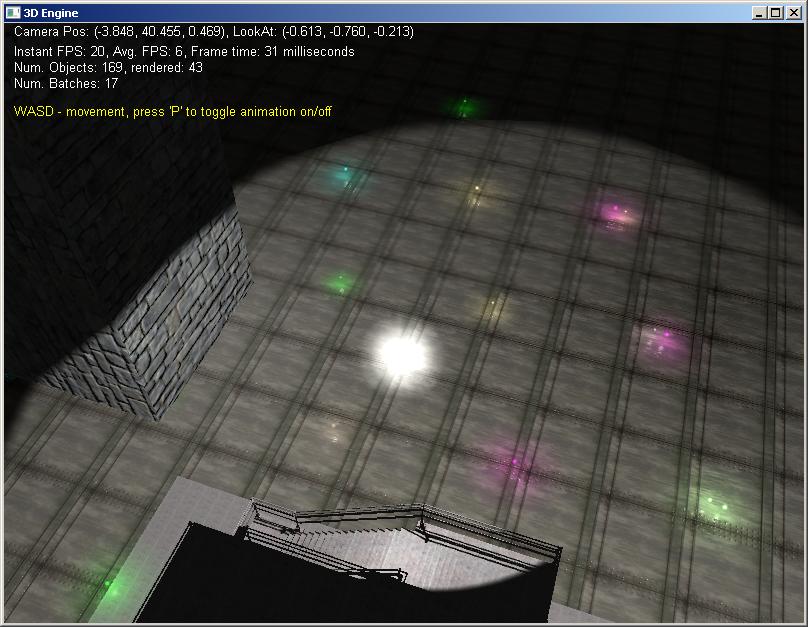 3D Engine
Camera Pos: (-3.848, 40.455, 0.469), LookAt: (-0.613, -0.760, -0.213)
Instant FPS: 20, Avg. FPS: 6, Frame time: 31 milliseconds
Num. Objects: 169, rendered: 43
Num. Batches: 17
WASD - movement, press 'P' to toggle animation on/off